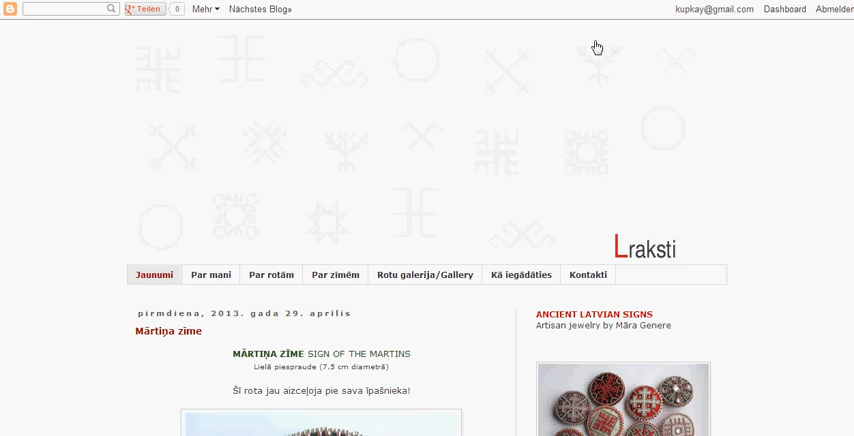 Teilen 0 Mehr Nächstes Blog» kupkay@gmail.com Dashboard Abmelden
Lraksti
Jaunumi Par mani Par rotām Par zīmēm Rotu galerija/Gallery Kā iegādāties Kontakti
pirmdiena, 2013. gada 29. aprīlis
Mārtiņa zīme
MĀRTIŅA ZĪME SIGN OF THE MARTINS
Lielā piespraude (7,5 cm diametrā)
Šī rota jau aizceļoja pie sava īpašnieka!
ANCIENT LATVIAN SIGNS
Artisan jewelry by Māra Genere